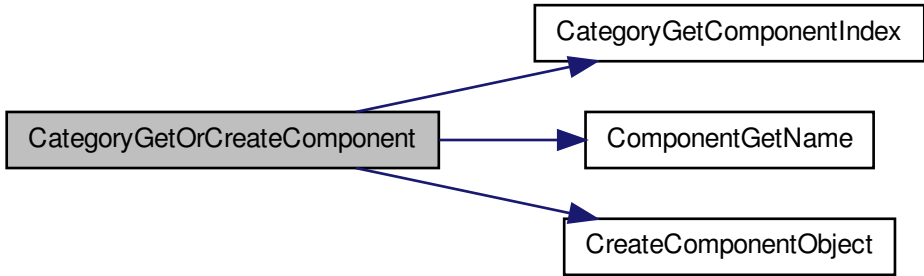 CategoryGetComponentIndex
CategoryGetOrCreateComponent
ComponentGetName
CreateComponentObject